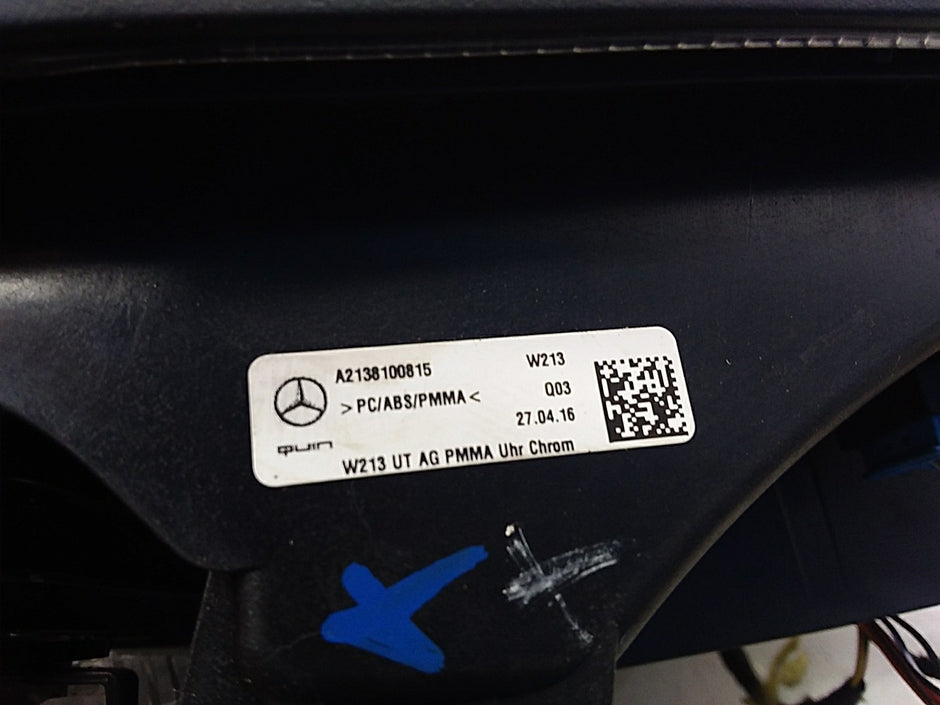 A2138100815 W213
>PC/ABS/PMMA< Q03
27.04.16
QUIN
W213 UT AG PMMA Uhr Chrom